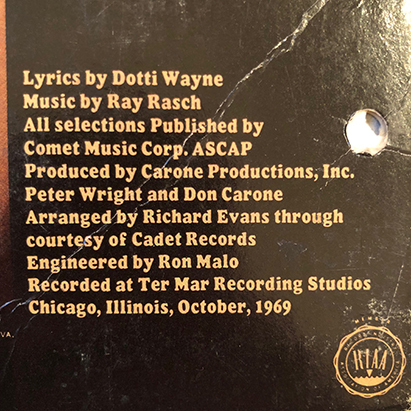 Lyrics by Dotti Wayne
Music by Ray Rasch
All selections Published by
Comet Music Corp. ASCAP
Produced by Carone Productions, Inc.
Peter Wright and Don Carone
Arranged by Richard Evans through
courtesy of Cadet Records
Engineered by Ron Malo
Recorded at Ter Mar Recording Studios
Chicago, Illinois, October, 1969
VA.
RIAA